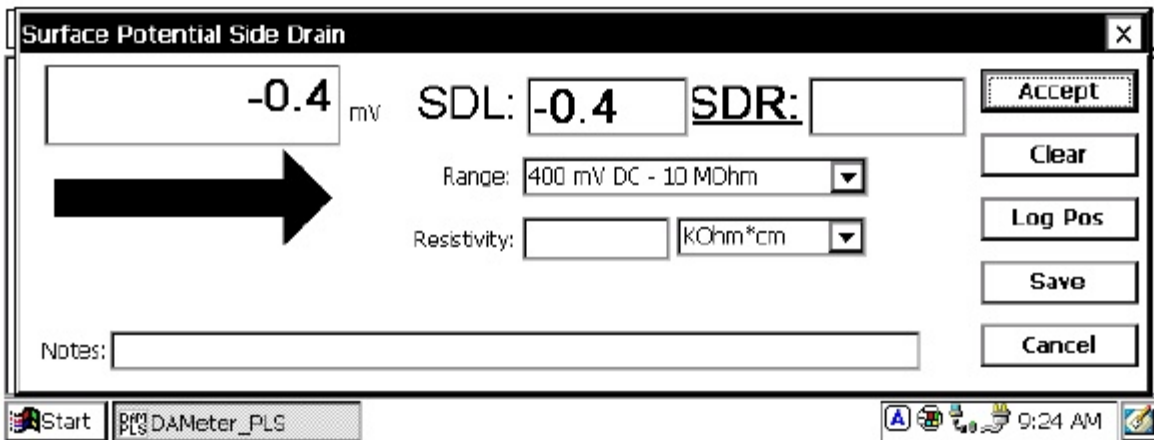 Surface Potential Side Drain X
-0.4 mV SDL: -0.4 SDR: Accept
Clear
Range: 400 mV DC - 10 MOhm
Log Pos
Resistivity: KOhm*cm
Save
Notes: Cancel
Start DAMeter_PLS A 9:24 AM